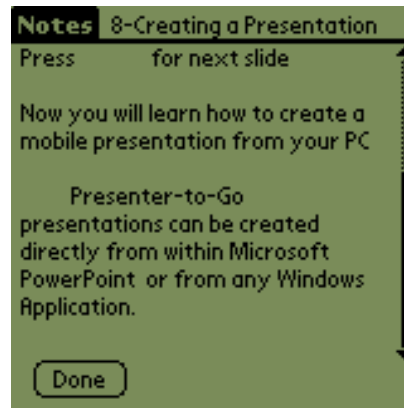 Notes 8-Creating a Presentation
Press for next slide
Now you will learn how to create a
mobile presentation from your PC
Presenter-to-Go
presentations can be created
directly from within Microsoft
PowerPoint or from any Windows
Application.
Done